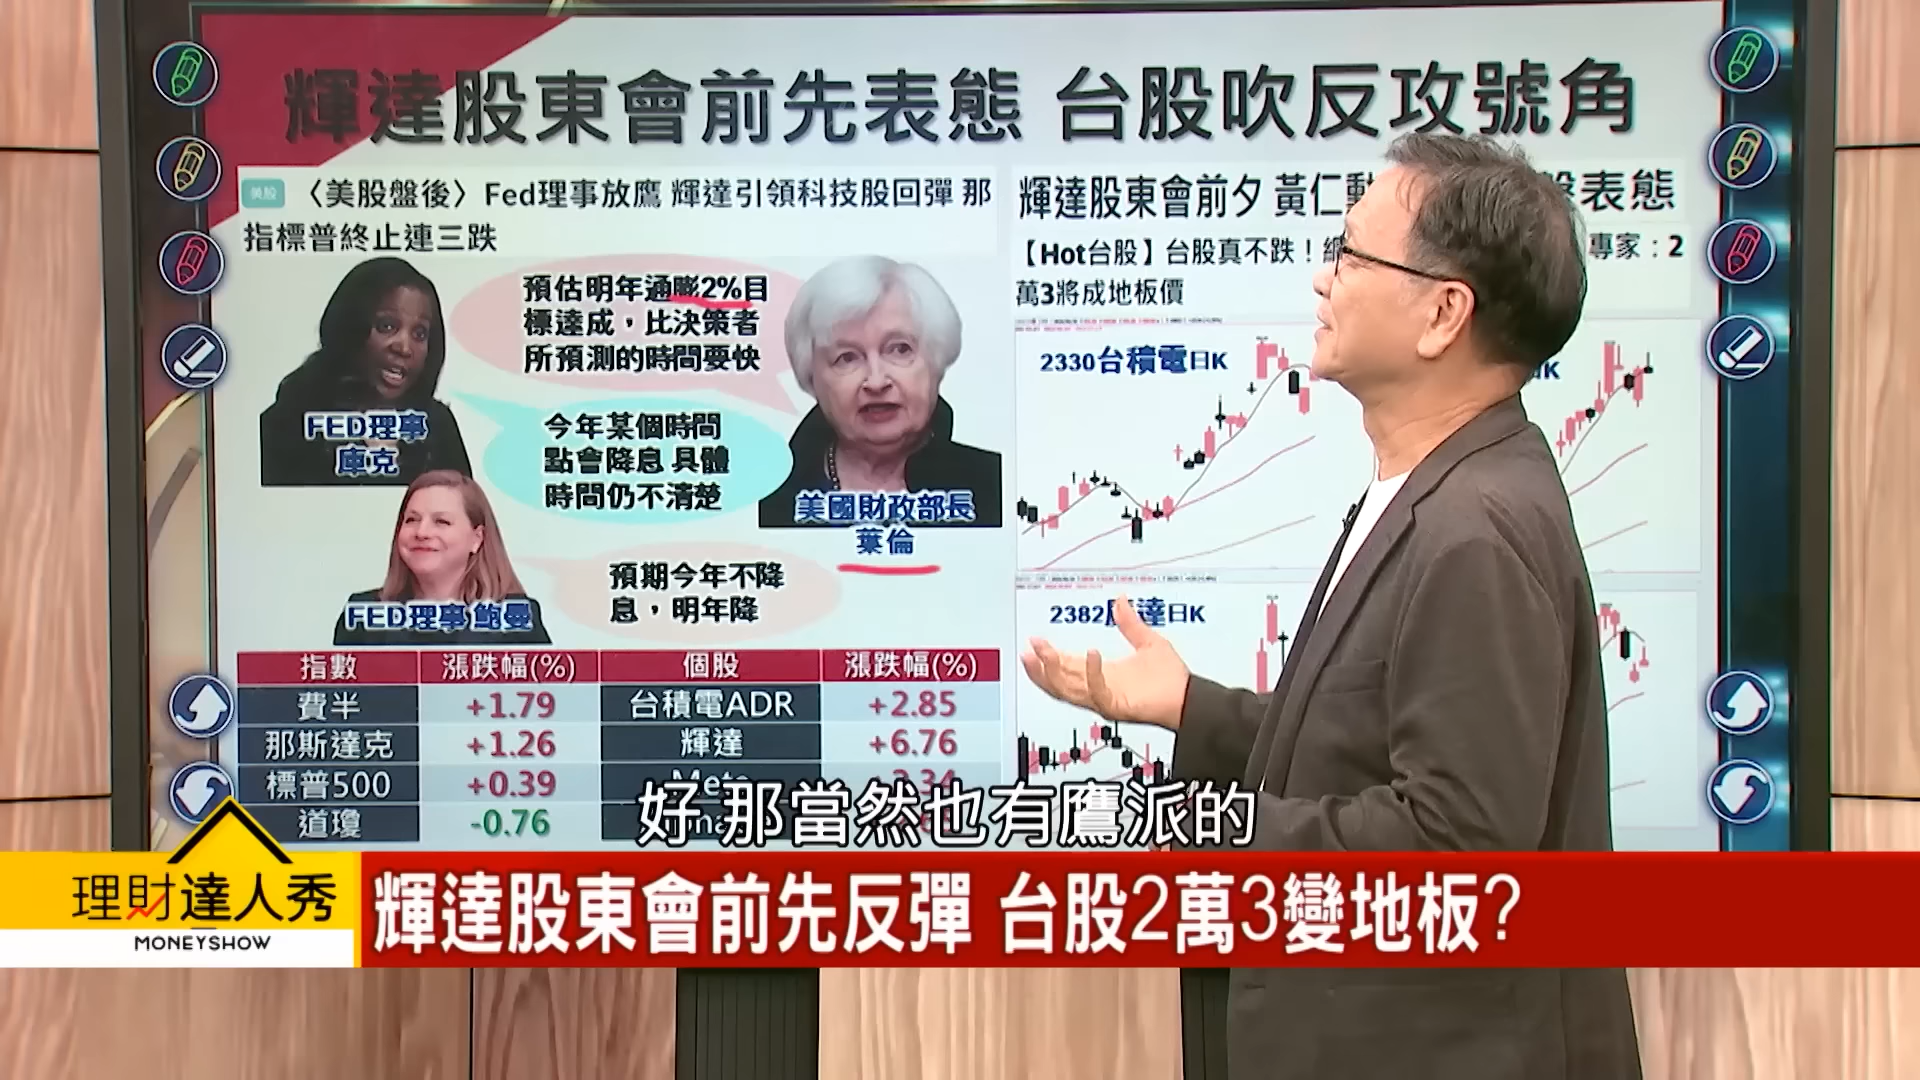 輝達股東會前先表態 台股吹反攻號角
美股
〈美股盤後〉Fed理事放鷹 輝達引領科技股回彈 那
指標普終止連三跌
預估明年通膨2%目
標達成，比決策者
所預測的時間要快
FED理事
庫克
今年某個時間
點會降息 具體
時間仍不清楚
美國財政部長
葉倫
預期今年不降
息，明年降
FED理事 鮑曼
指數 漲跌幅(%) 個股 漲跌幅(%)
費半 +1.79 台積電ADR +2.85
那斯達克 +1.26 輝達 +6.76
標普500 +0.39
道瓊 -0.76
輝達股東會前夕 黃仁 表態
【Hot台股】台股真不跌！ 專家：2
萬3將成地板價
2330台積電日K
日K
2382廣達日K
好 那當然也有鷹派的
理財達人秀
MONEYSHOW
輝達股東會前先反彈 台股2萬3變地板?